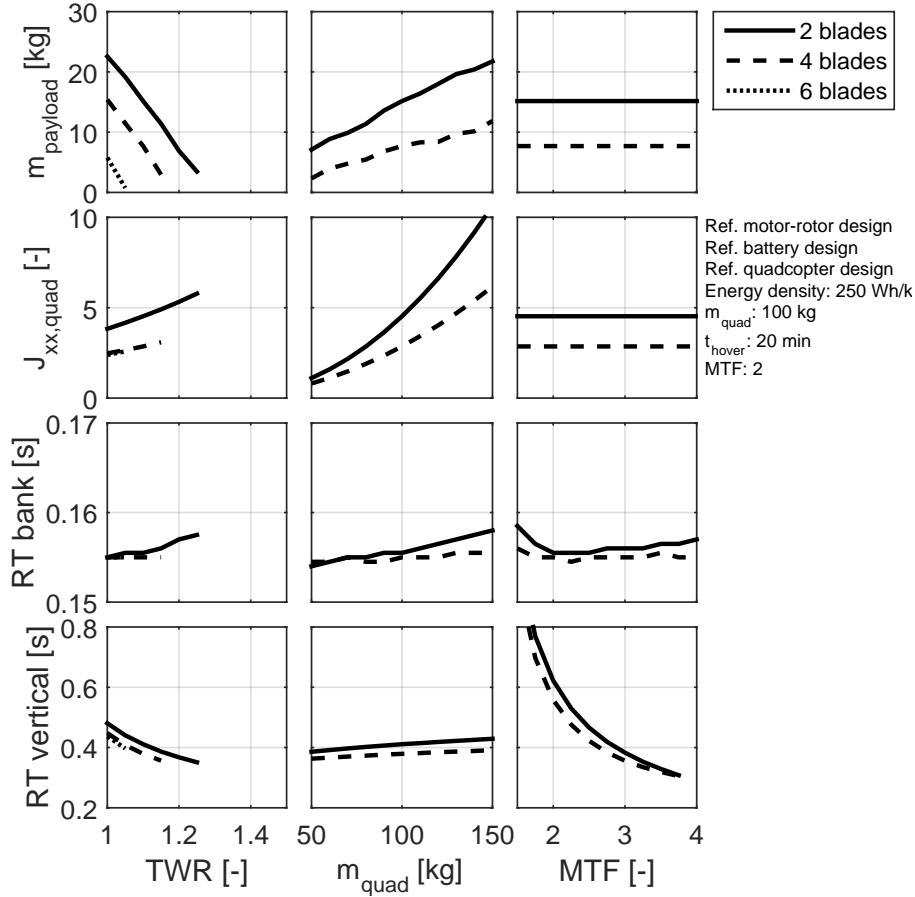 30
20
10
0
m_payload [kg]
2 blades
4 blades
6 blades
10
5
0
J_xx,quad [-]
Ref. motor-rotor design
Ref. battery design
Ref. quadcopter design
Energy density: 250 Wh/k
m_quad: 100 kg
t_hover: 20 min
MTF: 2
0.17
0.16
0.15
RT bank [s]
0.8
0.6
0.4
0.2
RT vertical [s]
1 1.2 1.4
50 100 150
2 3 4
TWR [-]
m_quad [kg]
MTF [-]